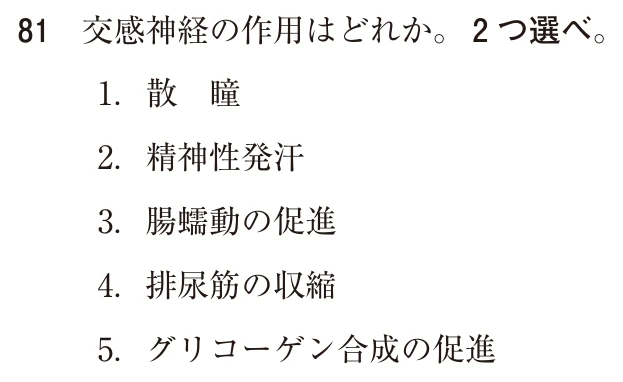 81　交感神経の作用はどれか。2つ選べ。
1. 散　瞳
2. 精神性発汗
3. 腸蠕動の促進
4. 排尿筋の収縮
5. グリコーゲン合成の促進